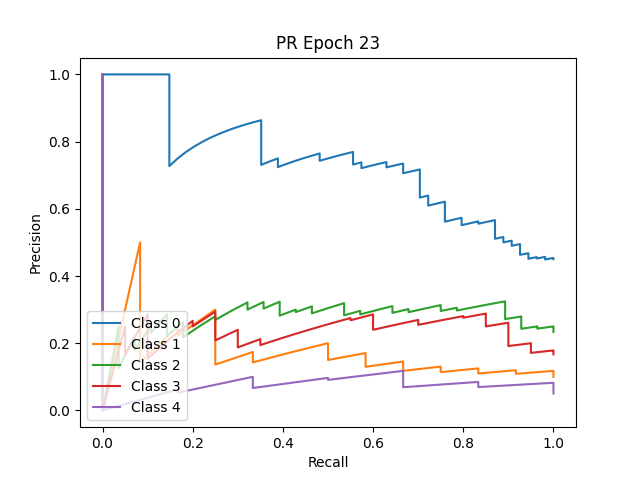 PR Epoch 23
Precision
1.0
0.8
0.6
0.4
0.2
0.0
Class 0
Class 1
Class 2
Class 3
Class 4
0.0 0.2 0.4 0.6 0.8 1.0
Recall